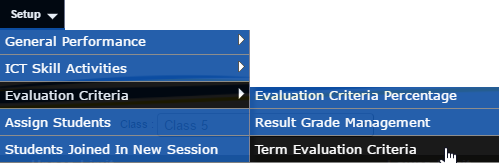 Setup
General Performance
ICT Skill Activities
Evaluation Criteria
Evaluation Criteria Percentage
Assign Students
Class :
Class 5
Result Grade Management
Students Joined In New Session
Term Evaluation Criteria